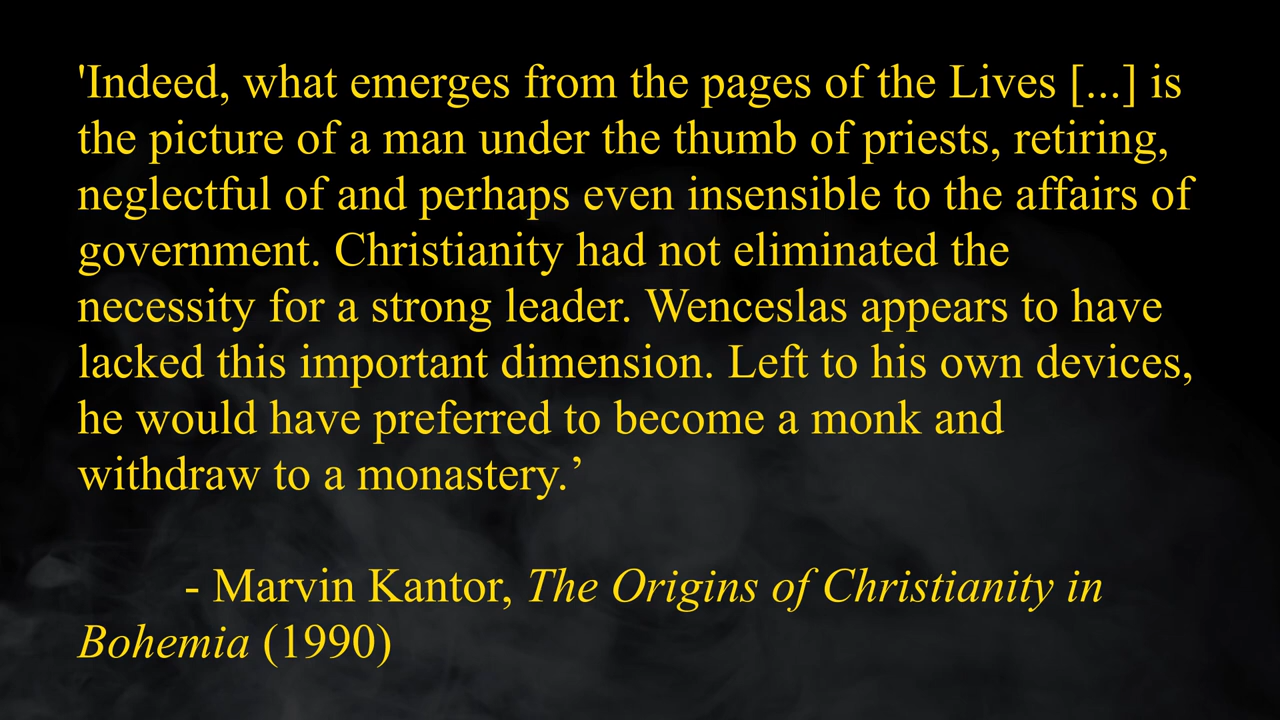 'Indeed, what emerges from the pages of the Lives [...] is
the picture of a man under the thumb of priests, retiring,
neglectful of and perhaps even insensible to the affairs of
government. Christianity had not eliminated the
necessity for a strong leader. Wenceslas appears to have
lacked this important dimension. Left to his own devices,
he would have preferred to become a monk and
withdraw to a monastery.’
- Marvin Kantor, The Origins of Christianity in
Bohemia (1990)